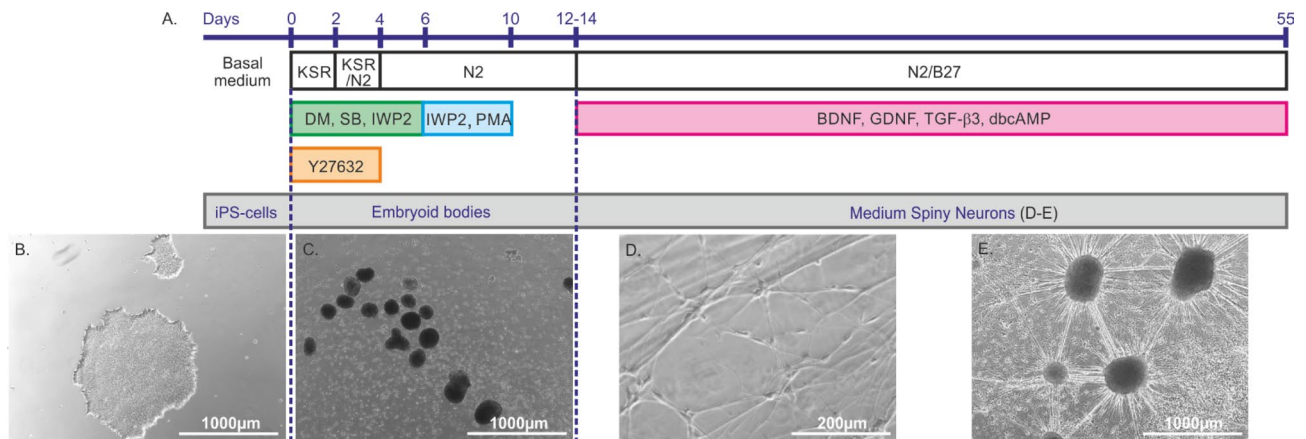 A.
Days 0 2 4 6 10 12-14 55
Basal
medium
KSR
KSR
/N2
N2
N2/B27
DM, SB, IWP2
IWP2, PMA
BDNF, GDNF, TGF-β3, dbcAMP
Y27632
iPS-cells
Embryoid bodies
Medium Spiny Neurons (D-E)
B.
1000µm
C.
1000µm
D.
200µm
E.
1000µm